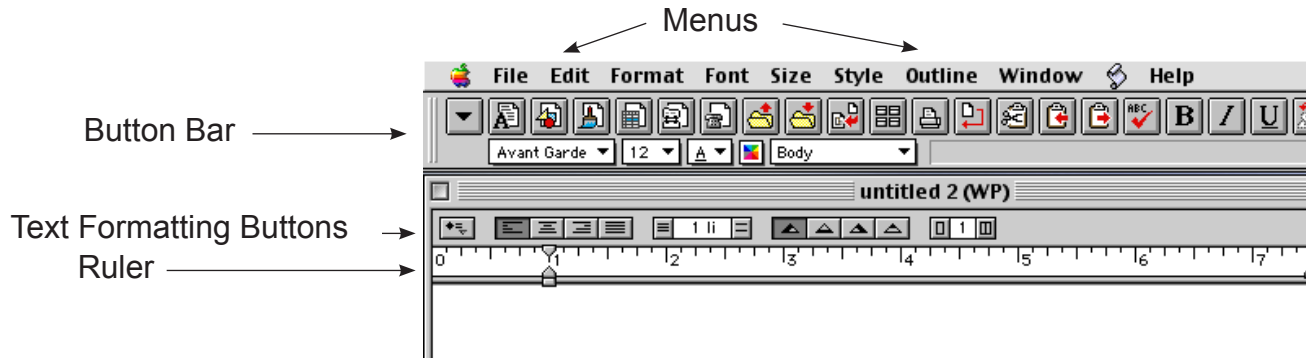 Menus
File Edit Format Font Size Style Outline Window Help
Button Bar
ABC B I U
Avant Garde 12 A Body
untitled 2 (WP)
Text Formatting Buttons
1 li 1
Ruler
0 1 2 3 4 5 6 7